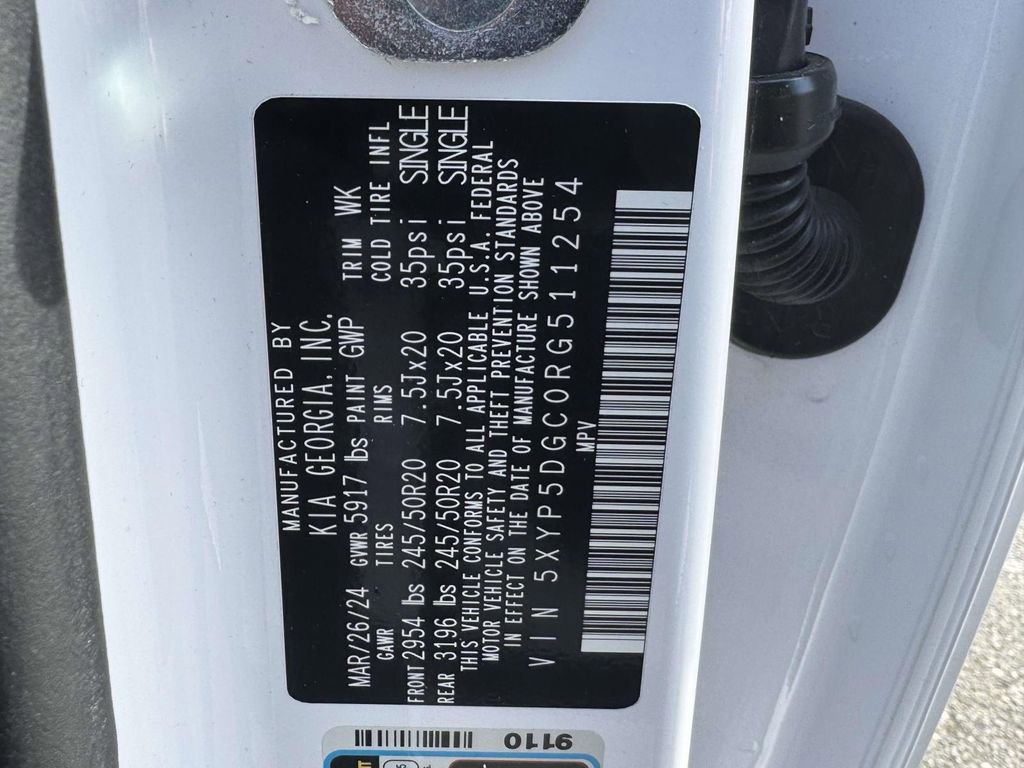 MANUFACTURED BY
KIA GEORGIA, INC.
MAR/26/24 GVWR 5917 lbs PAINT GWP TRIM WK
GAWR TIRES RIMS COLD TIRE INFL
FRONT 2954 lbs 245/50R20 7.5Jx20 35psi SINGLE
REAR 3196 lbs 245/50R20 7.5Jx20 35psi SINGLE
THIS VEHICLE CONFORMS TO ALL APPLICABLE U.S.A. FEDERAL
MOTOR VEHICLE SAFETY AND THEFT PREVENTION STANDARDS
IN EFFECT ON THE DATE OF MANUFACTURE SHOWN ABOVE
VIN 5XYP5DGC0RG511254
MPV
9110